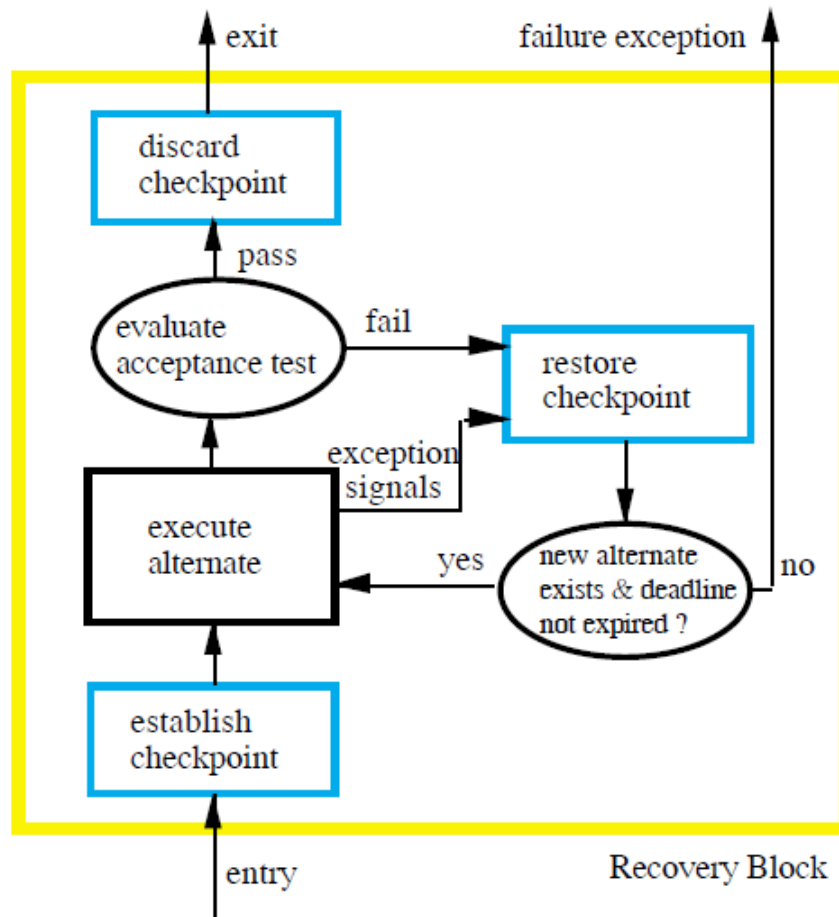 exit
failure exception
discard
checkpoint
pass
evaluate
acceptance test
fail
restore
checkpoint
exception
signals
execute
alternate
yes
new alternate
exists & deadline
not expired ?
no
establish
checkpoint
entry
Recovery Block